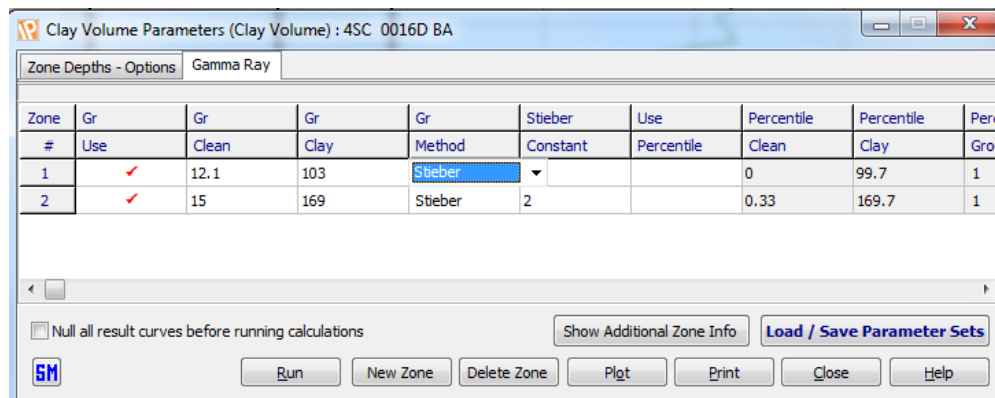 Clay Volume Parameters (Clay Volume) : 4SC 0016D BA
Zone Depths - Options Gamma Ray
Zone Gr Gr Gr Gr Stieber Use Percentile Percentile Perc
# Use Clean Clay Method Constant Percentile Clean Clay Gro
1 ✓ 12.1 103 Stieber 0 99.7 1
2 ✓ 15 169 Stieber 2 0.33 169.7 1
Null all result curves before running calculations Show Additional Zone Info Load / Save Parameter Sets
SM Run New Zone Delete Zone Plot Print Close Help